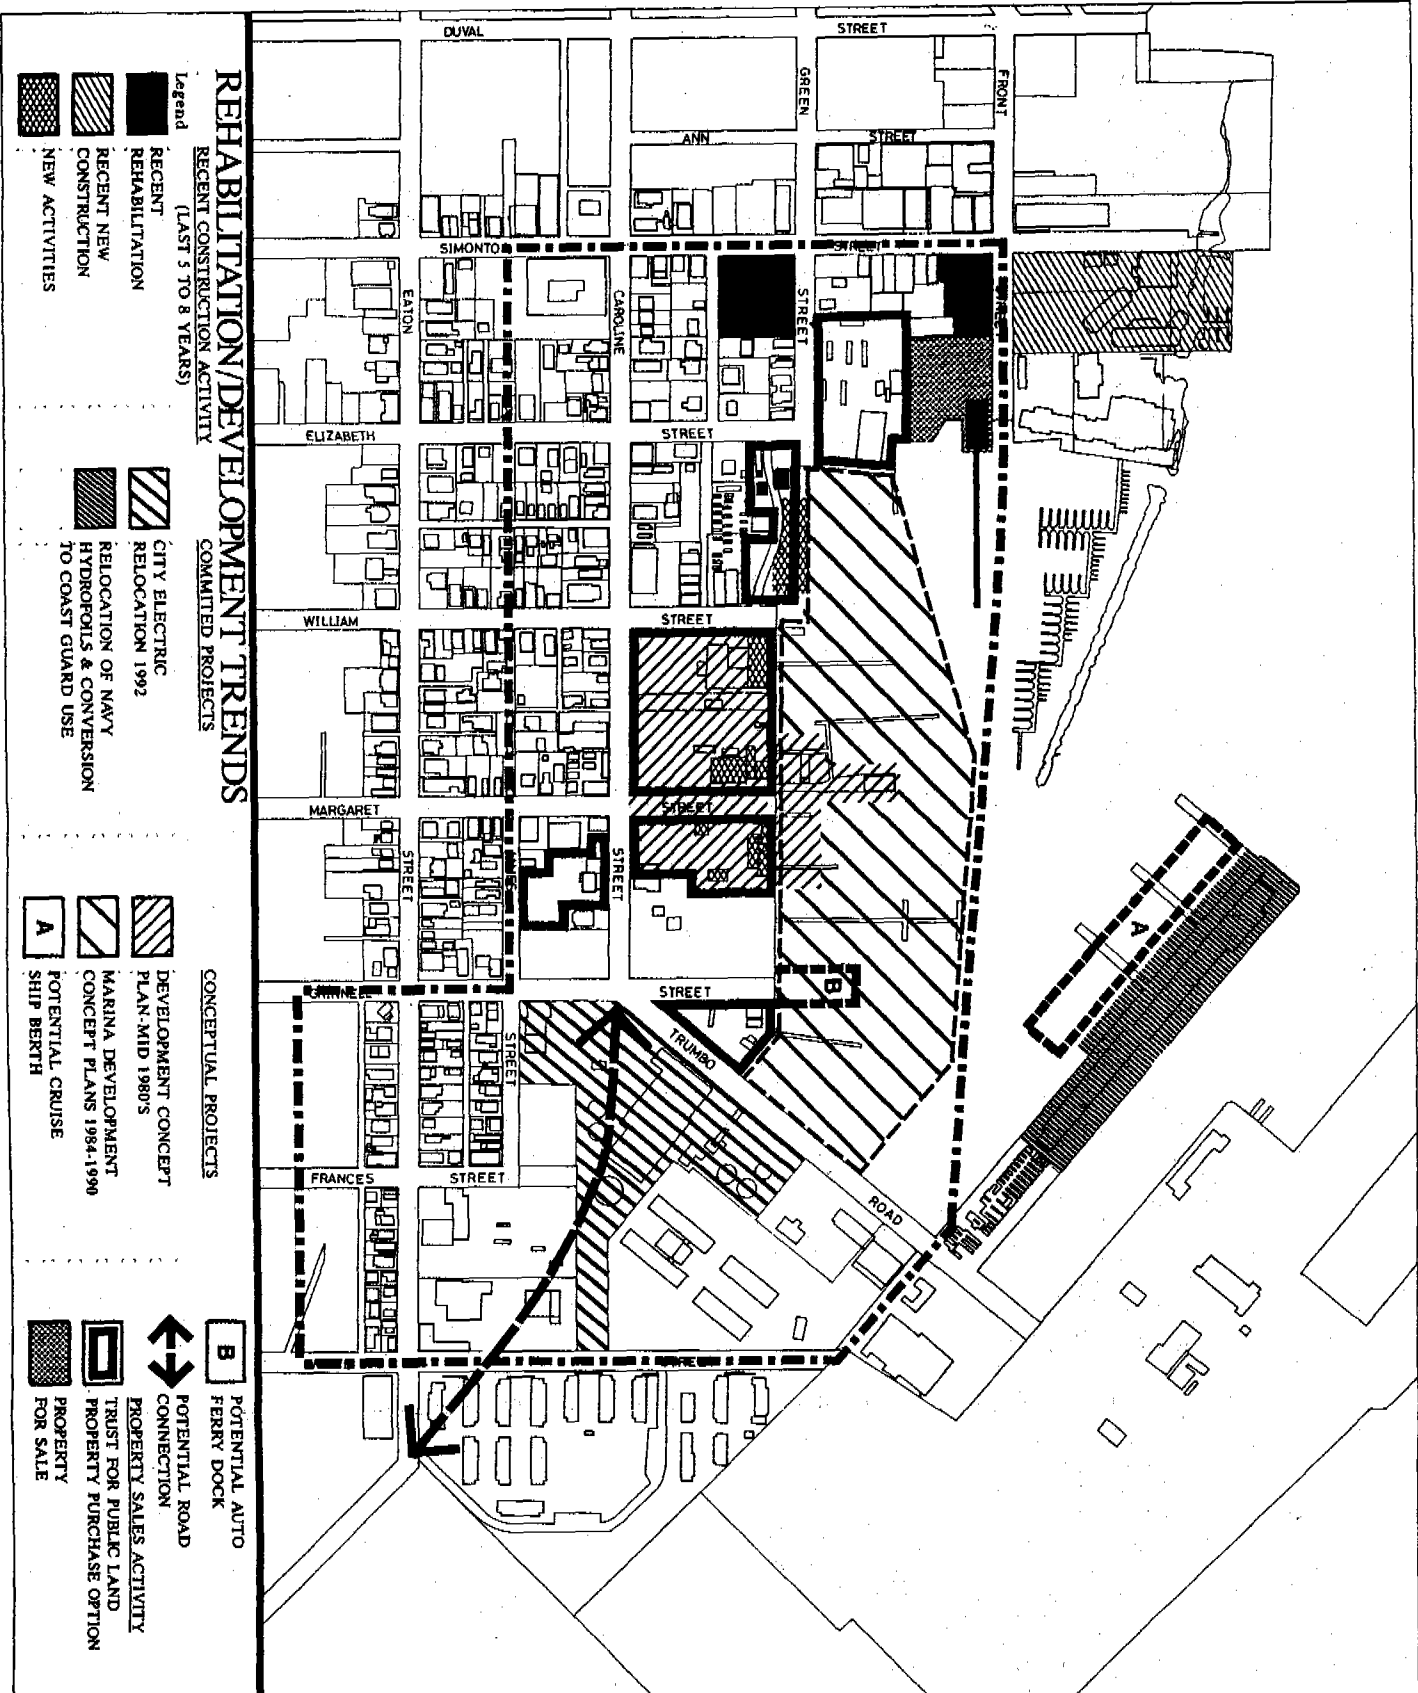 REHABILITATION/DEVELOPMENT TRENDS
RECENT CONSTRUCTION ACTIVITY
(LAST 5 TO 8 YEARS)
Legend
RECENT
REHABILITATION
RECENT NEW
CONSTRUCTION
NEW ACTIVITIES
COMMITED PROJECTS
CITY ELECTRIC
RELOCATION 1992
RELOCATION OF NAVY
HYDROFOILS & CONVERSION
TO COAST GUARD USE
CONCEPTUAL PROJECTS
DEVELOPMENT CONCEPT
PLAN-MID 1980'S
MARINA DEVELOPMENT
CONCEPT PLANS 1984-1990
A
POTENTIAL CRUISE
SHIP BERTH
B
POTENTIAL AUTO
FERRY DOCK
POTENTIAL ROAD
CONNECTION
PROPERTY SALES ACTIVITY
TRUST FOR PUBLIC LAND
PROPERTY PURCHASE OPTION
PROPERTY
FOR SALE
DUVAL
STREET
GREEN
FRONT
ANN
STREET
SIMONTO
STREET
EATON
CAROLINE
STREET
STREET
ELIZABETH
STREET
WILLIAM
STREET
MARGARET
STREET
STREET
STREET
A
B
GRINNELL
STREET
TRUMBO
STREET
FRANCES
STREET
ROAD